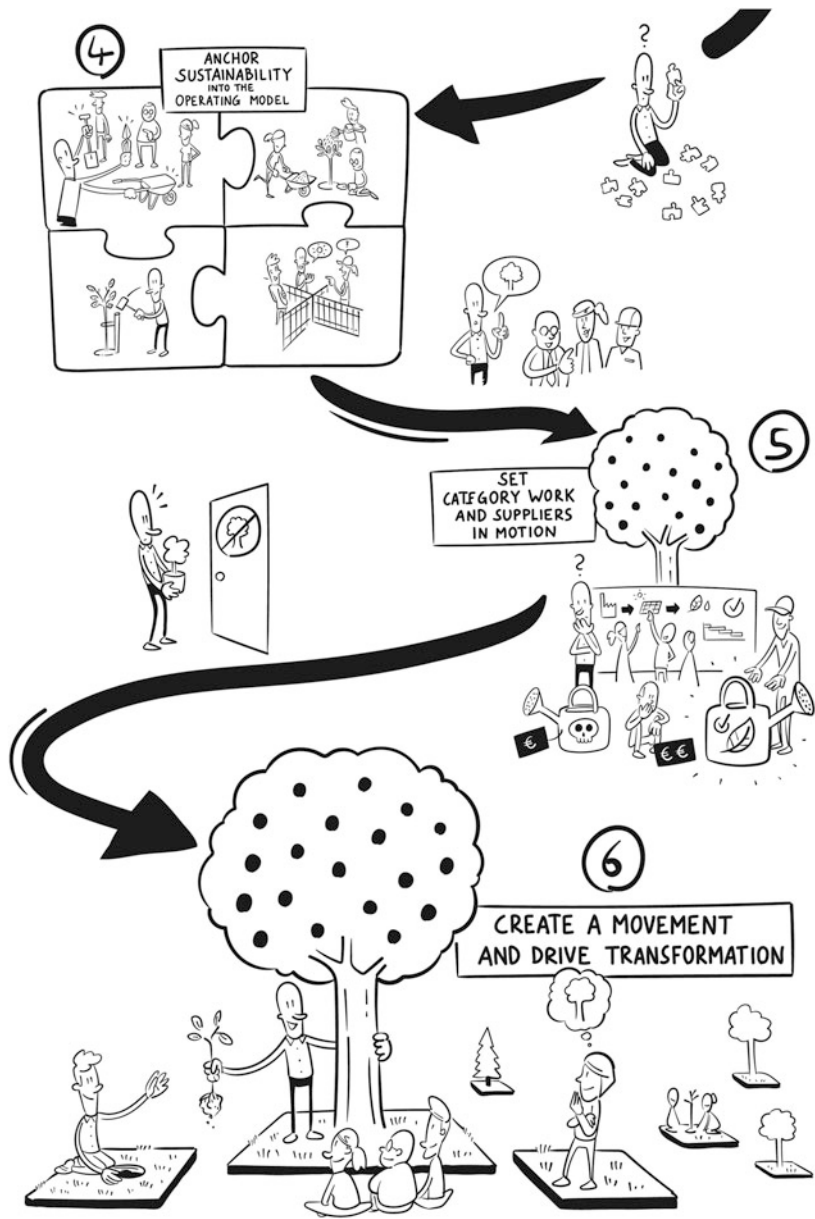 4
ANCHOR
SUSTAINABILITY
INTO THE
OPERATING MODEL
?
?
5
SET
CATEGORY WORK
AND SUPPLIERS
IN MOTION
?
€
€€
6
CREATE A MOVEMENT
AND DRIVE TRANSFORMATION